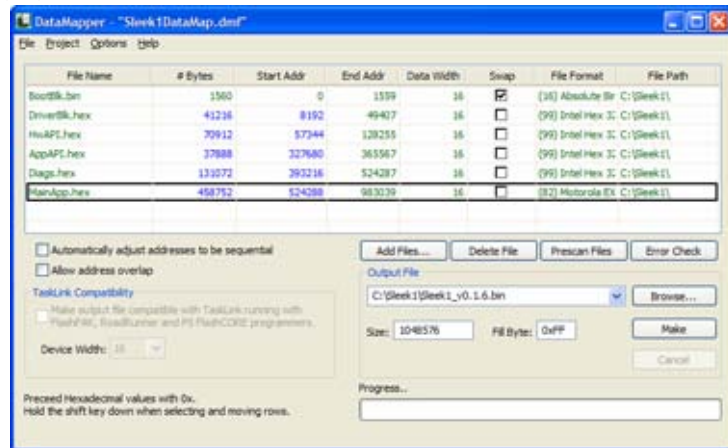 DataMapper - "Sleek1DataMap.dmf"
File Project Options Help
File Name # Bytes Start Addr End Addr Data Width Swap File Format File Path
BootBlk.bin 1560 0 1559 16 (16) Absolute Bir C:\Sleek1\
DriverBlk.hex 41216 8192 49407 16 (99) Intel Hex 32 C:\Sleek1\
HwAPI.hex 70912 57344 128255 16 (99) Intel Hex 32 C:\Sleek1\
AppAPI.hex 37888 327680 365567 16 (99) Intel Hex 32 C:\Sleek1\
Diags.hex 131072 393216 524287 16 (99) Intel Hex 32 C:\Sleek1\
MainApp.hex 458752 524288 983039 16 (82) Motorola EX C:\Sleek1\
Automatically adjust addresses to be sequential
Allow address overlap
Add Files... Delete File Prescan Files Error Check
TaskLink Compatibility
Make output file compatible with TaskLink running with
FlashPAK, RoadRunner and PS FlashCORE programmers.
Device Width: 16
Output File
C:\Sleek1\Sleek1_v0.1.6.bin Browse...
Size: 1048576 Fill Byte: 0xFF Make
Cancel
Preceed Hexadecimal values with 0x.
Hold the shift key down when selecting and moving rows.
Progress..